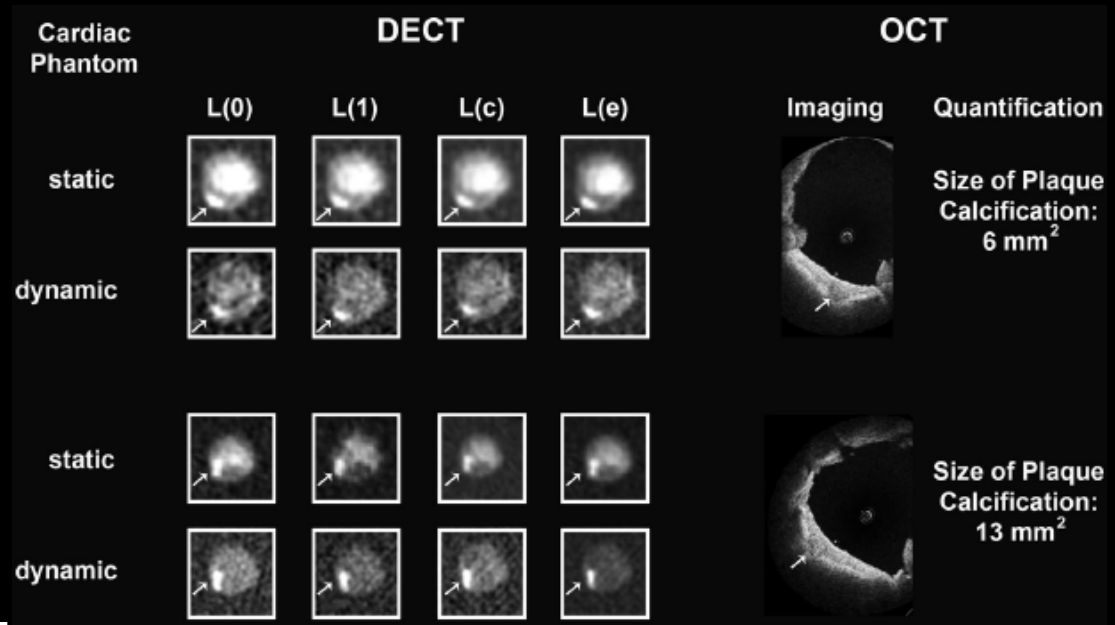 Cardiac
Phantom
DECT
OCT
L(0)
L(1)
L(c)
L(e)
Imaging
Quantification
static
Size of Plaque
Calcification:
6 mm²
dynamic
static
Size of Plaque
Calcification:
13 mm²
dynamic